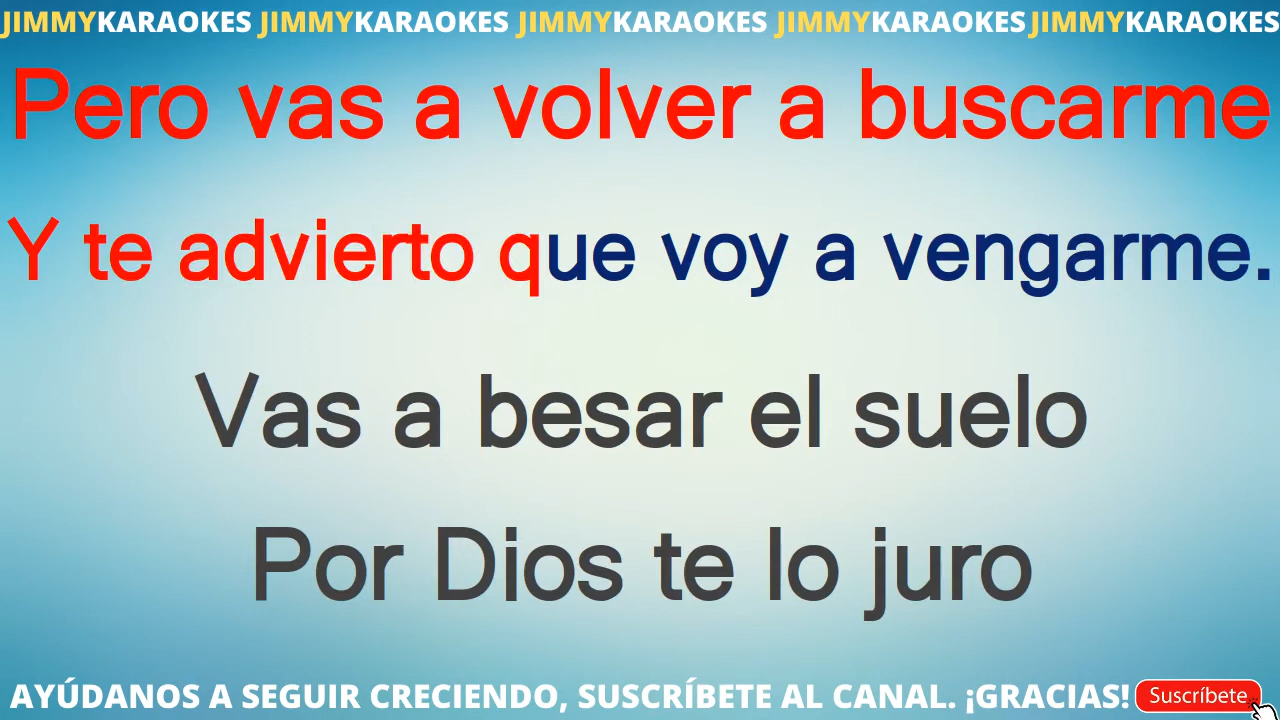 JIMMYKARAOKES JIMMYKARAOKES JIMMYKARAOKES JIMMYKARAOKES JIMMYKARAOKES
Pero vas a volver a buscarme
Y te advierto que voy a vengarme.
Vas a besar el suelo
Por Dios te lo juro
AYÚDANOS A SEGUIR CRECIENDO, SUSCRÍBETE AL CANAL. ¡GRACIAS! Suscríbete